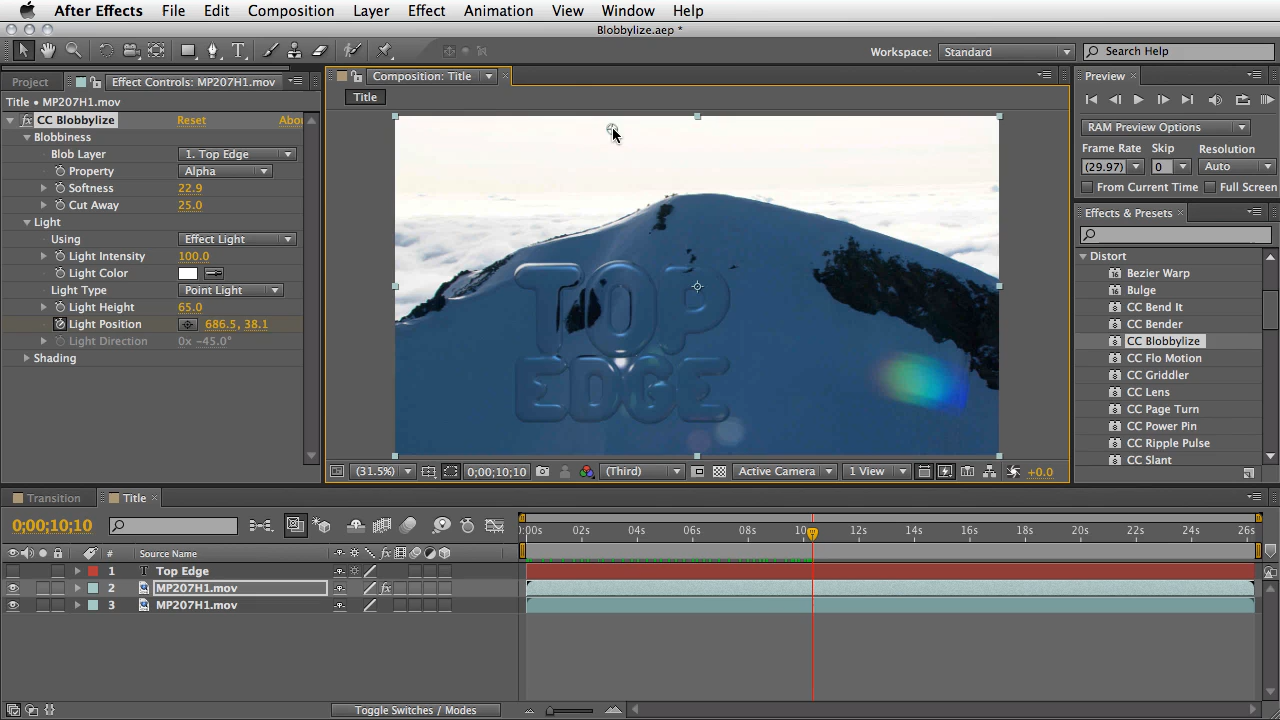 After Effects File Edit Composition Layer Effect Animation View Window Help
Blobbylize.aep *
Workspace: Standard Search Help
Project Effect Controls: MP207H1.mov
Title • MP207H1.mov
CC Blobbylize Reset Abou
Blobbiness
Blob Layer 1. Top Edge
Property Alpha
Softness 22.9
Cut Away 25.0
Light
Using Effect Light
Light Intensity 100.0
Light Color
Light Type Point Light
Light Height 65.0
Light Position 686.5, 38.1
Light Direction 0x -45.0°
Shading
Composition: Title
Title
TOP
EDGE
(31.5%) 0;00;10;10 (Third) Active Camera 1 View +0.0
Preview
RAM Preview Options
Frame Rate Skip Resolution
(29.97) 0 Auto
From Current Time Full Screen
Effects & Presets
Distort
Bezier Warp
Bulge
CC Bend It
CC Bender
CC Blobbylize
CC Flo Motion
CC Griddler
CC Lens
CC Page Turn
CC Power Pin
CC Ripple Pulse
CC Slant
Transition Title
0;00;10;10
# Source Name
1 T Top Edge
2 MP207H1.mov
3 MP207H1.mov
Toggle Switches / Modes
):00s 02s 04s 06s 08s 10s 12s 14s 16s 18s 20s 22s 24s 26s